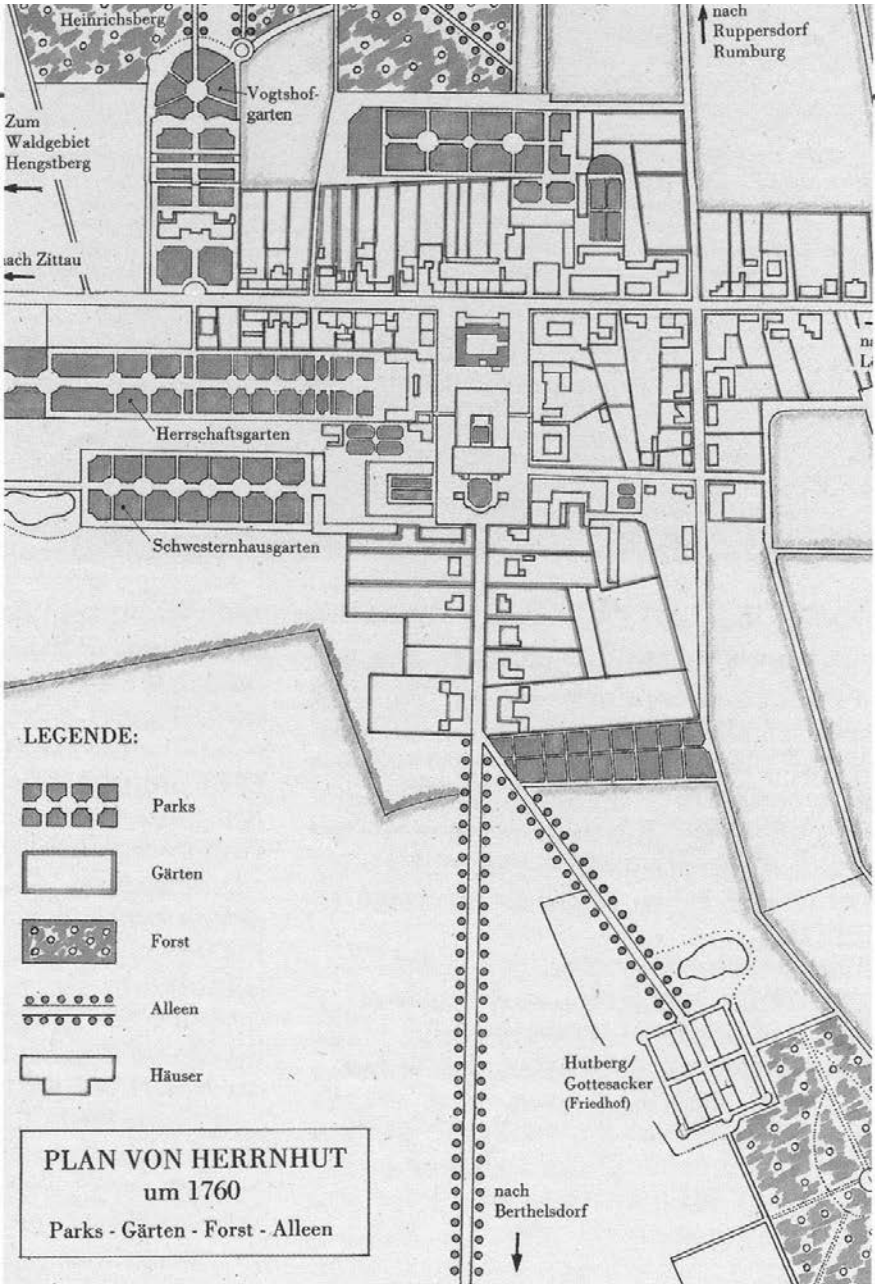 Heinrichsberg
nach
Ruppersdorf
Rumburg
Vogtshof-
garten
Zum
Waldgebiet
Hengstberg
nach Zittau
Herrschaftsgarten
Schwesternhausgarten
LEGENDE:
Parks
Gärten
Forst
Alleen
Häuser
Hutberg/
Gottesacker
(Friedhof)
PLAN VON HERRNHUT
um 1760
Parks - Gärten - Forst - Alleen
nach
Berthelsdorf